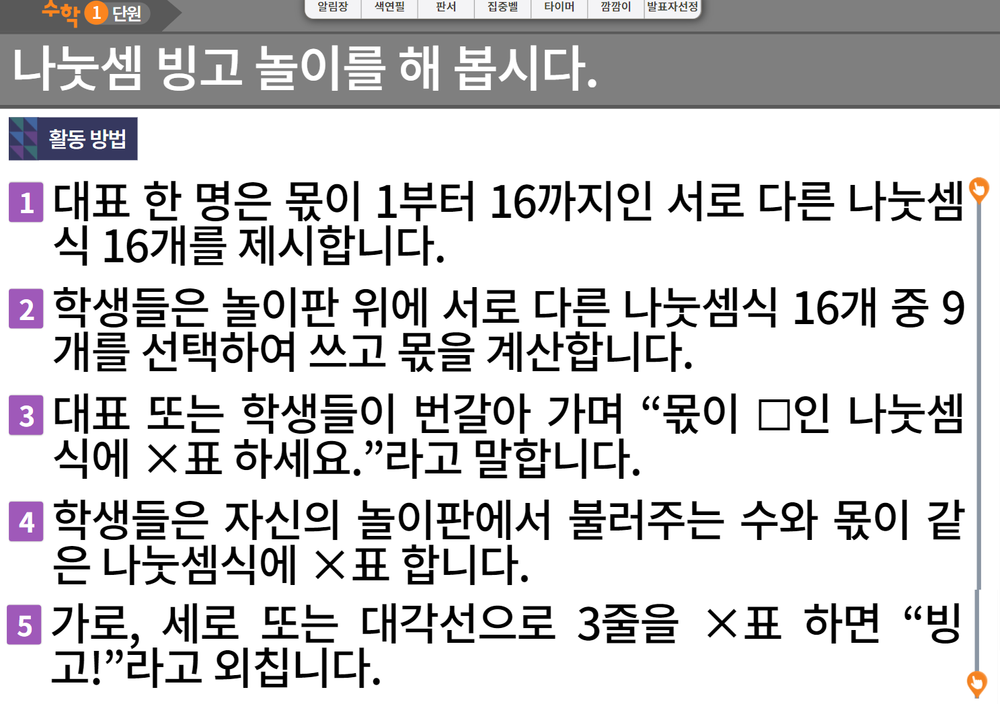 수학 1 단원
알림장 색연필 판서 집중벨 타이머 깜깜이 발표자선정
나눗셈 빙고 놀이를 해 봅시다.
활동 방법
1 대표 한 명은 몫이 1부터 16까지인 서로 다른 나눗셈
식 16개를 제시합니다.
2 학생들은 놀이판 위에 서로 다른 나눗셈식 16개 중 9
개를 선택하여 쓰고 몫을 계산합니다.
3 대표 또는 학생들이 번갈아 가며 “몫이 □인 나눗셈
식에 ×표 하세요.”라고 말합니다.
4 학생들은 자신의 놀이판에서 불러주는 수와 몫이 같
은 나눗셈식에 ×표 합니다.
5 가로, 세로 또는 대각선으로 3줄을 ×표 하면 “빙
고!”라고 외칩니다.